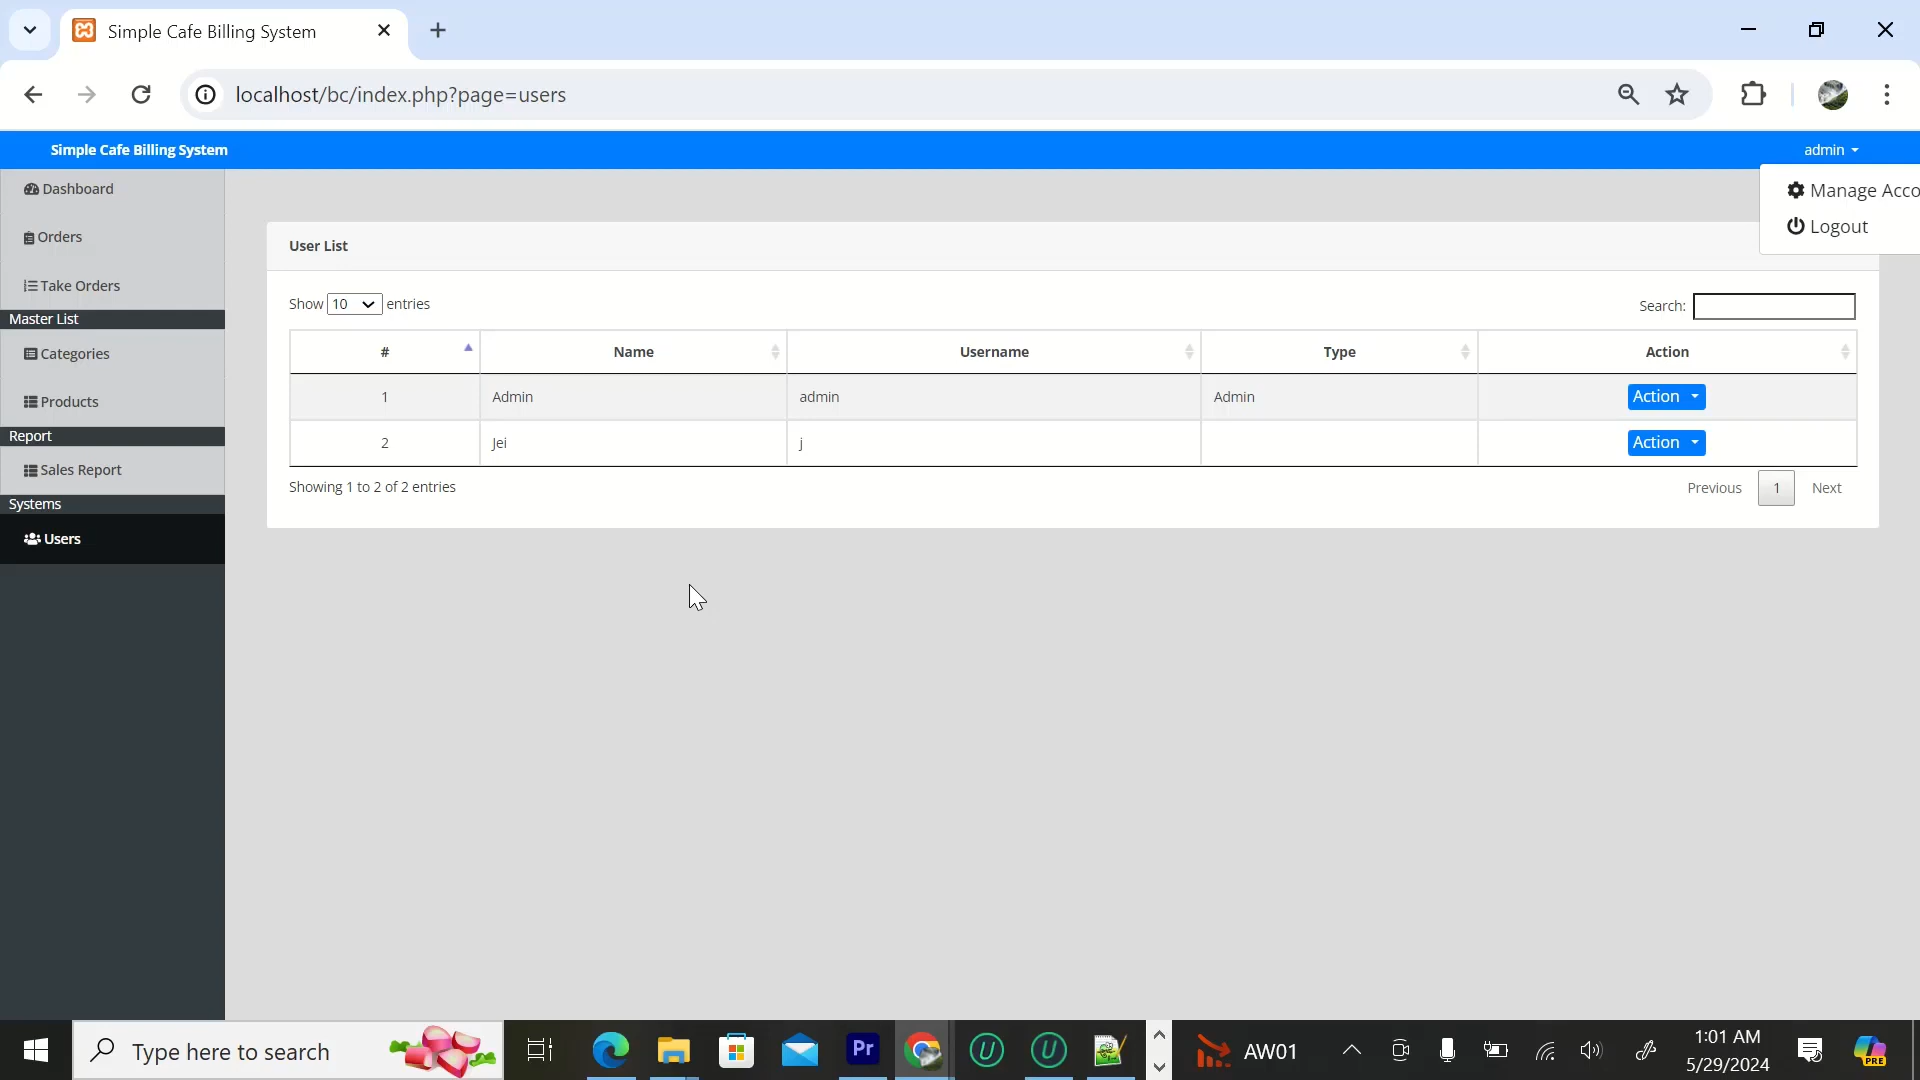 Simple Cafe Billing System
localhost/bc/index.php?page=users
Simple Cafe Billing System
admin
Manage Acco
Logout
Dashboard
Orders
Take Orders
Master List
Categories
Products
Report
Sales Report
Systems
Users
User List
Show 10 entries
Search:
# Name Username Type Action
1 Admin admin Admin Action
2 Jei j Action
Showing 1 to 2 of 2 entries
Previous 1 Next
Type here to search
Pr
AW01
PRE
1:01 AM
5/29/2024